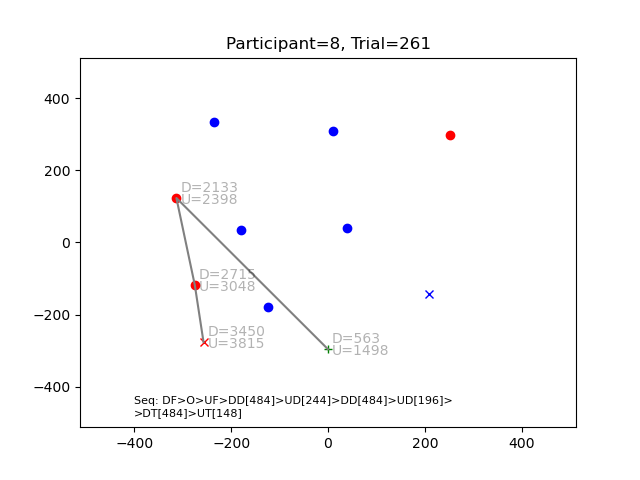 Participant=8, Trial=261
400
200
0
−200
−400
D=2133
U=2398
D=2715
U=3048
D=3450
U=3815
D=563
U=1498
Seq: DF>O>UF>DD[484]>UD[244]>DD[484]>UD[196]>
>DT[484]>UT[148]
−400
−200
0
200
400